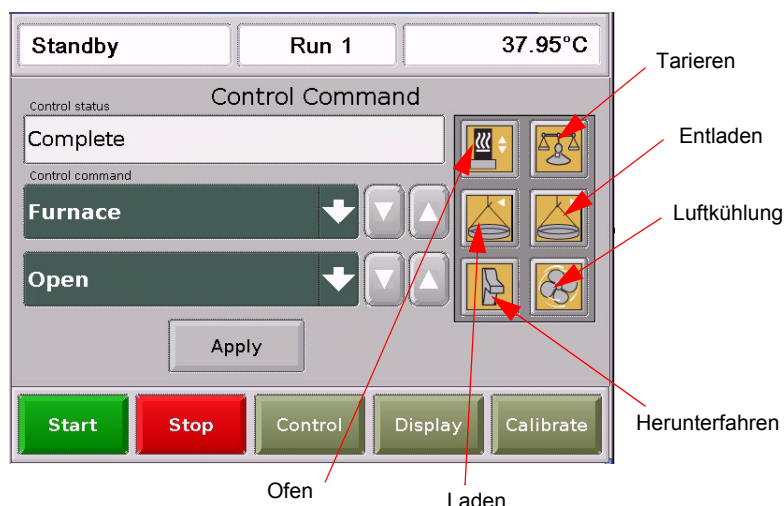 Standby
Run 1
37.95°C
Tarieren
Control Command
Control status
Complete
Entladen
Control command
Furnace
Luftkühlung
Open
Apply
Start
Stop
Control
Display
Calibrate
Herunterfahren
Ofen
Laden